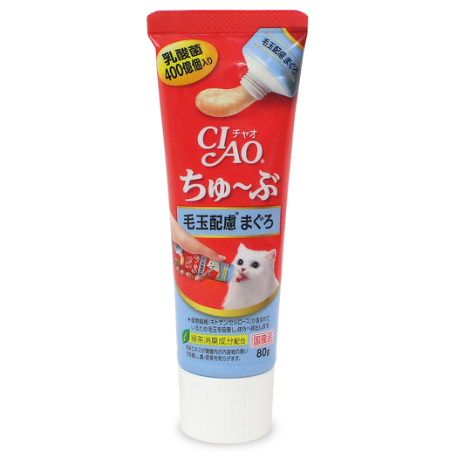 乳酸菌
400億個入り
毛玉配慮 まぐろ
チャオ
CIAO
ちゅ〜ぶ
毛玉配慮* まぐろ
緑茶消臭成分配合
国産品
80g